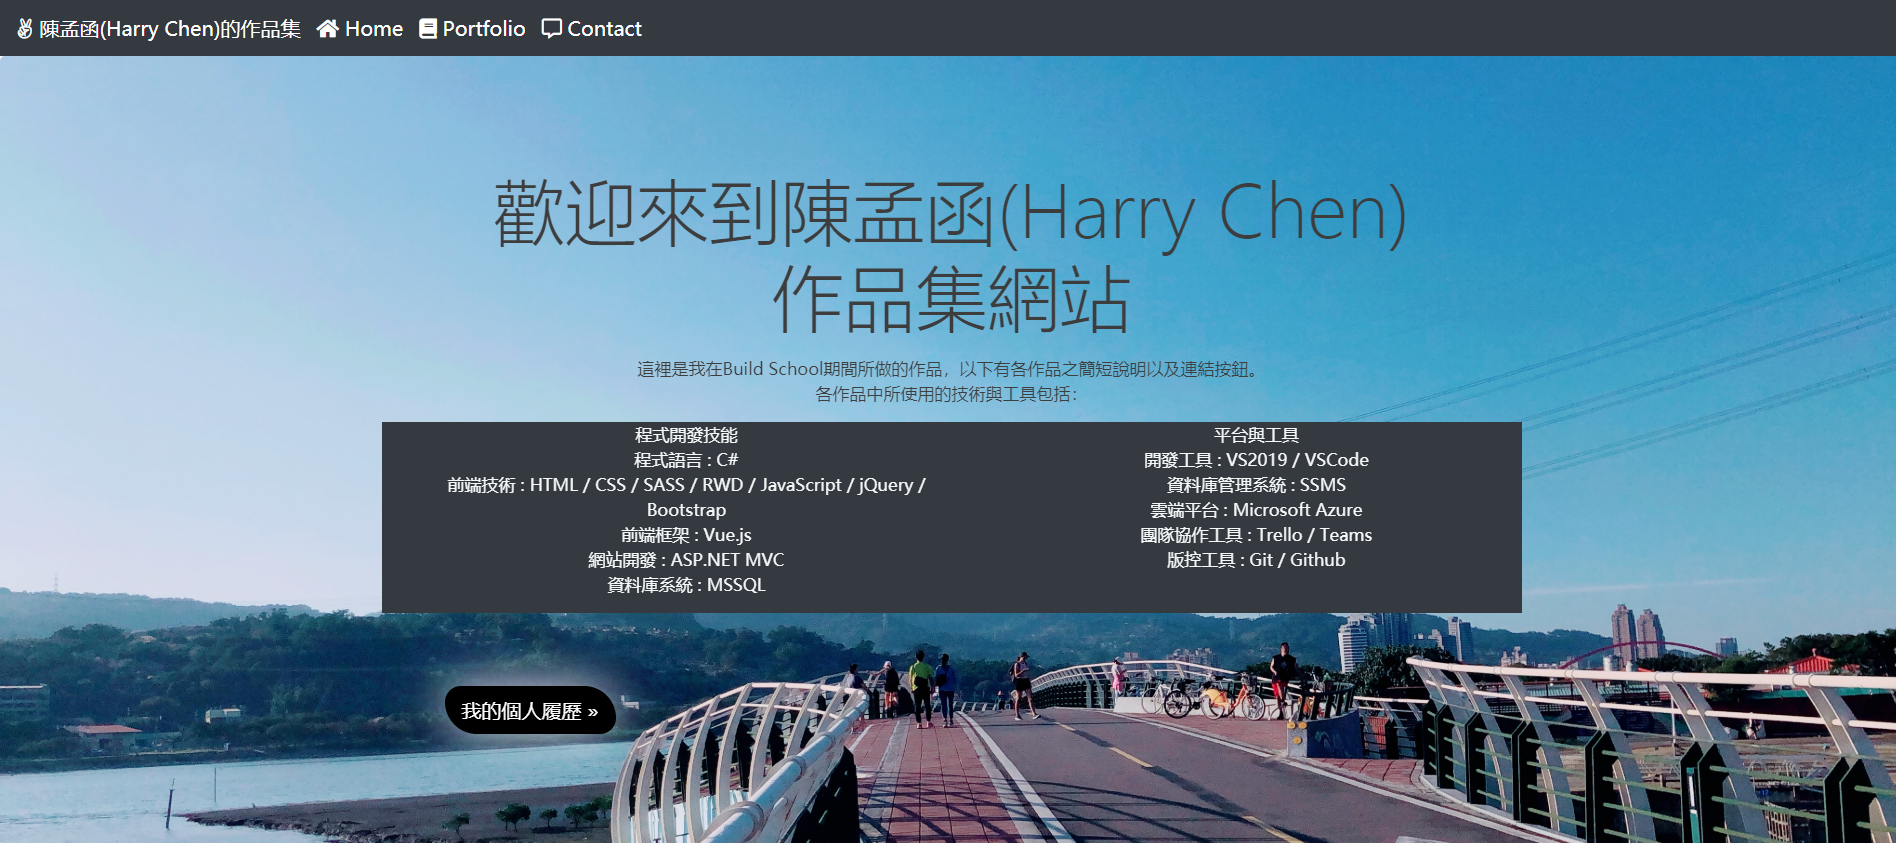 陳孟函(Harry Chen)的作品集 Home Portfolio Contact
歡迎來到陳孟函(Harry Chen)
作品集網站
這裡是我在Build School期間所做的作品，以下有各作品之簡短說明以及連結按鈕。
各作品中所使用的技術與工具包括：
程式開發技能
程式語言 : C#
前端技術 : HTML / CSS / SASS / RWD / JavaScript / jQuery /
Bootstrap
前端框架 : Vue.js
網站開發 : ASP.NET MVC
資料庫系統 : MSSQL
平台與工具
開發工具 : VS2019 / VSCode
資料庫管理系統 : SSMS
雲端平台 : Microsoft Azure
團隊協作工具 : Trello / Teams
版控工具 : Git / Github
我的個人履歷 »